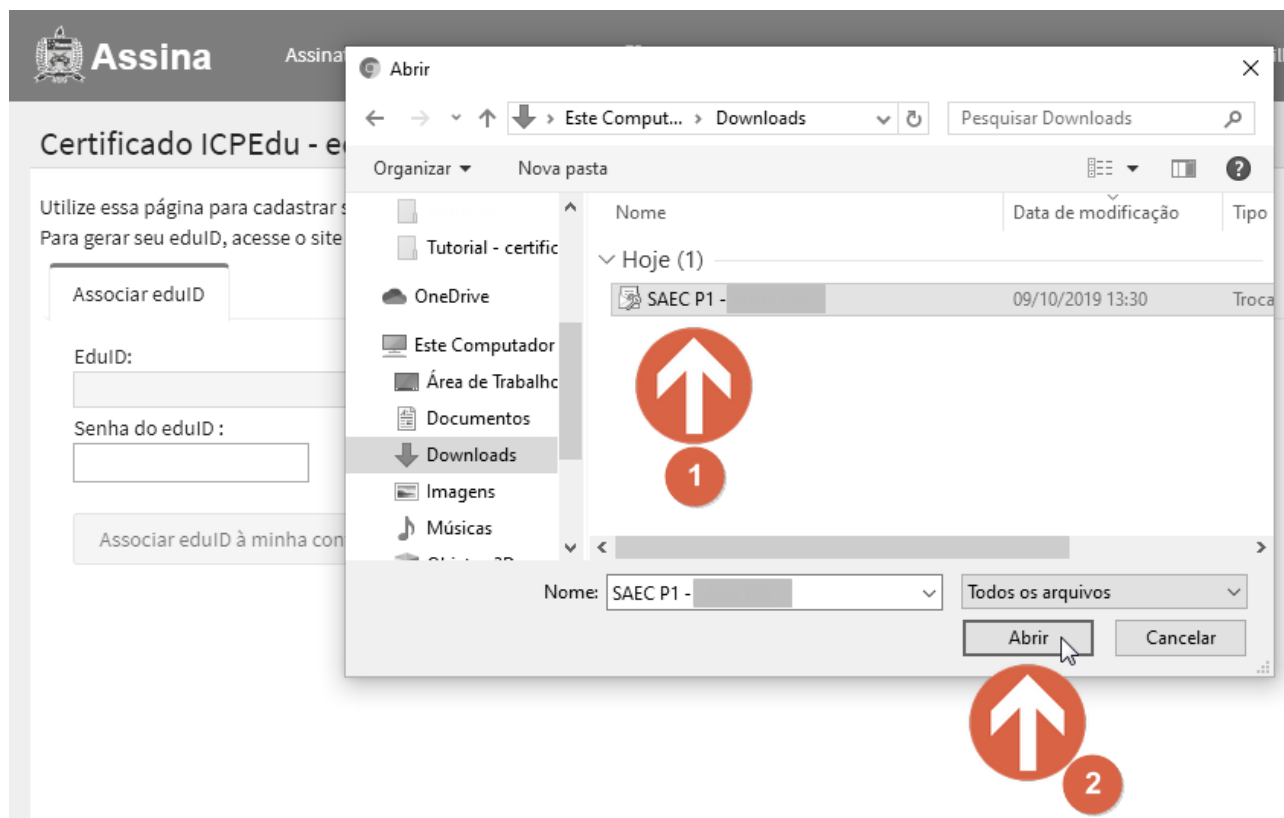 Assina
Assina
Certificado ICPEdu - e
Utilize essa página para cadastrar s
Para gerar seu eduID, acesse o site
Associar eduID
EduID:
Senha do eduID :
Associar eduID à minha con
Abrir
Este Comput... › Downloads
Pesquisar Downloads
Organizar
Nova pasta
Tutorial - certific
OneDrive
Este Computador
Área de Trabalho
Documentos
Downloads
Imagens
Músicas
Nome
Data de modificação
Tipo
Hoje (1)
SAEC P1 -
09/10/2019 13:30
Troca
1
Nome:
SAEC P1 -
Todos os arquivos
Abrir
Cancelar
2